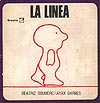 LA LINEA
BEATRIZ DOUMERC / AYAX BARNES